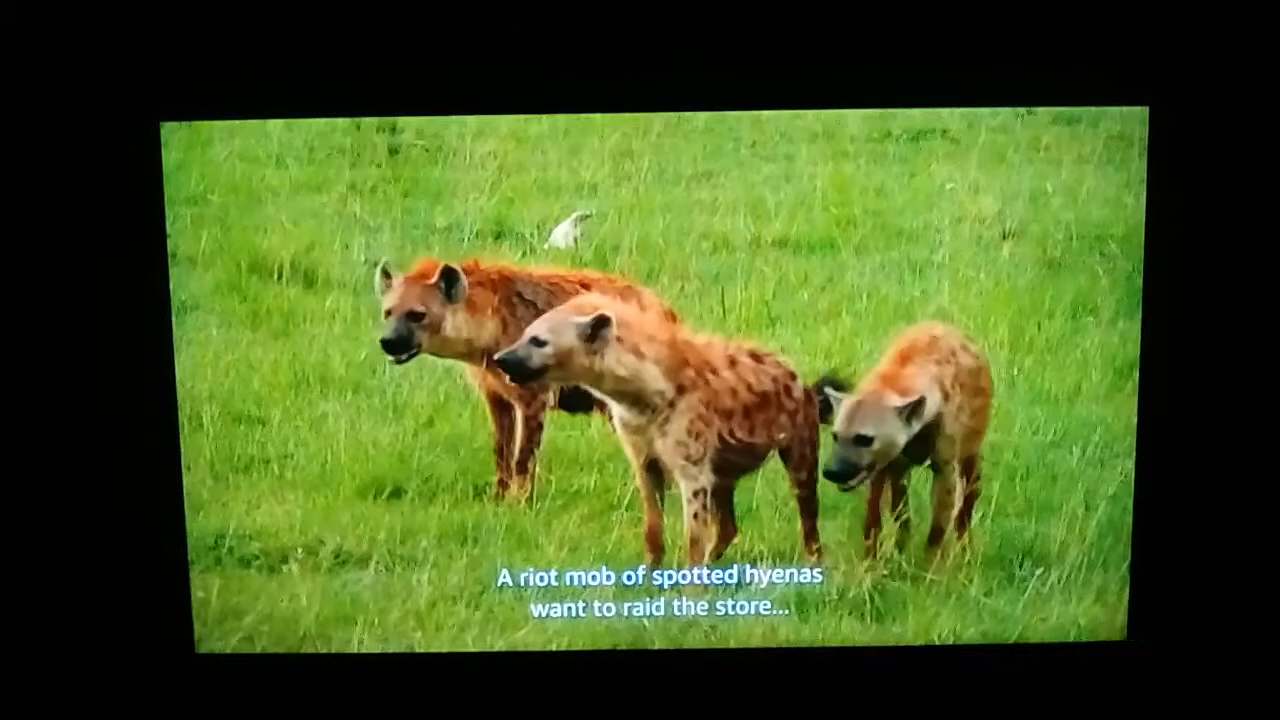 A riot mob of spotted hyenas
want to raid the store...